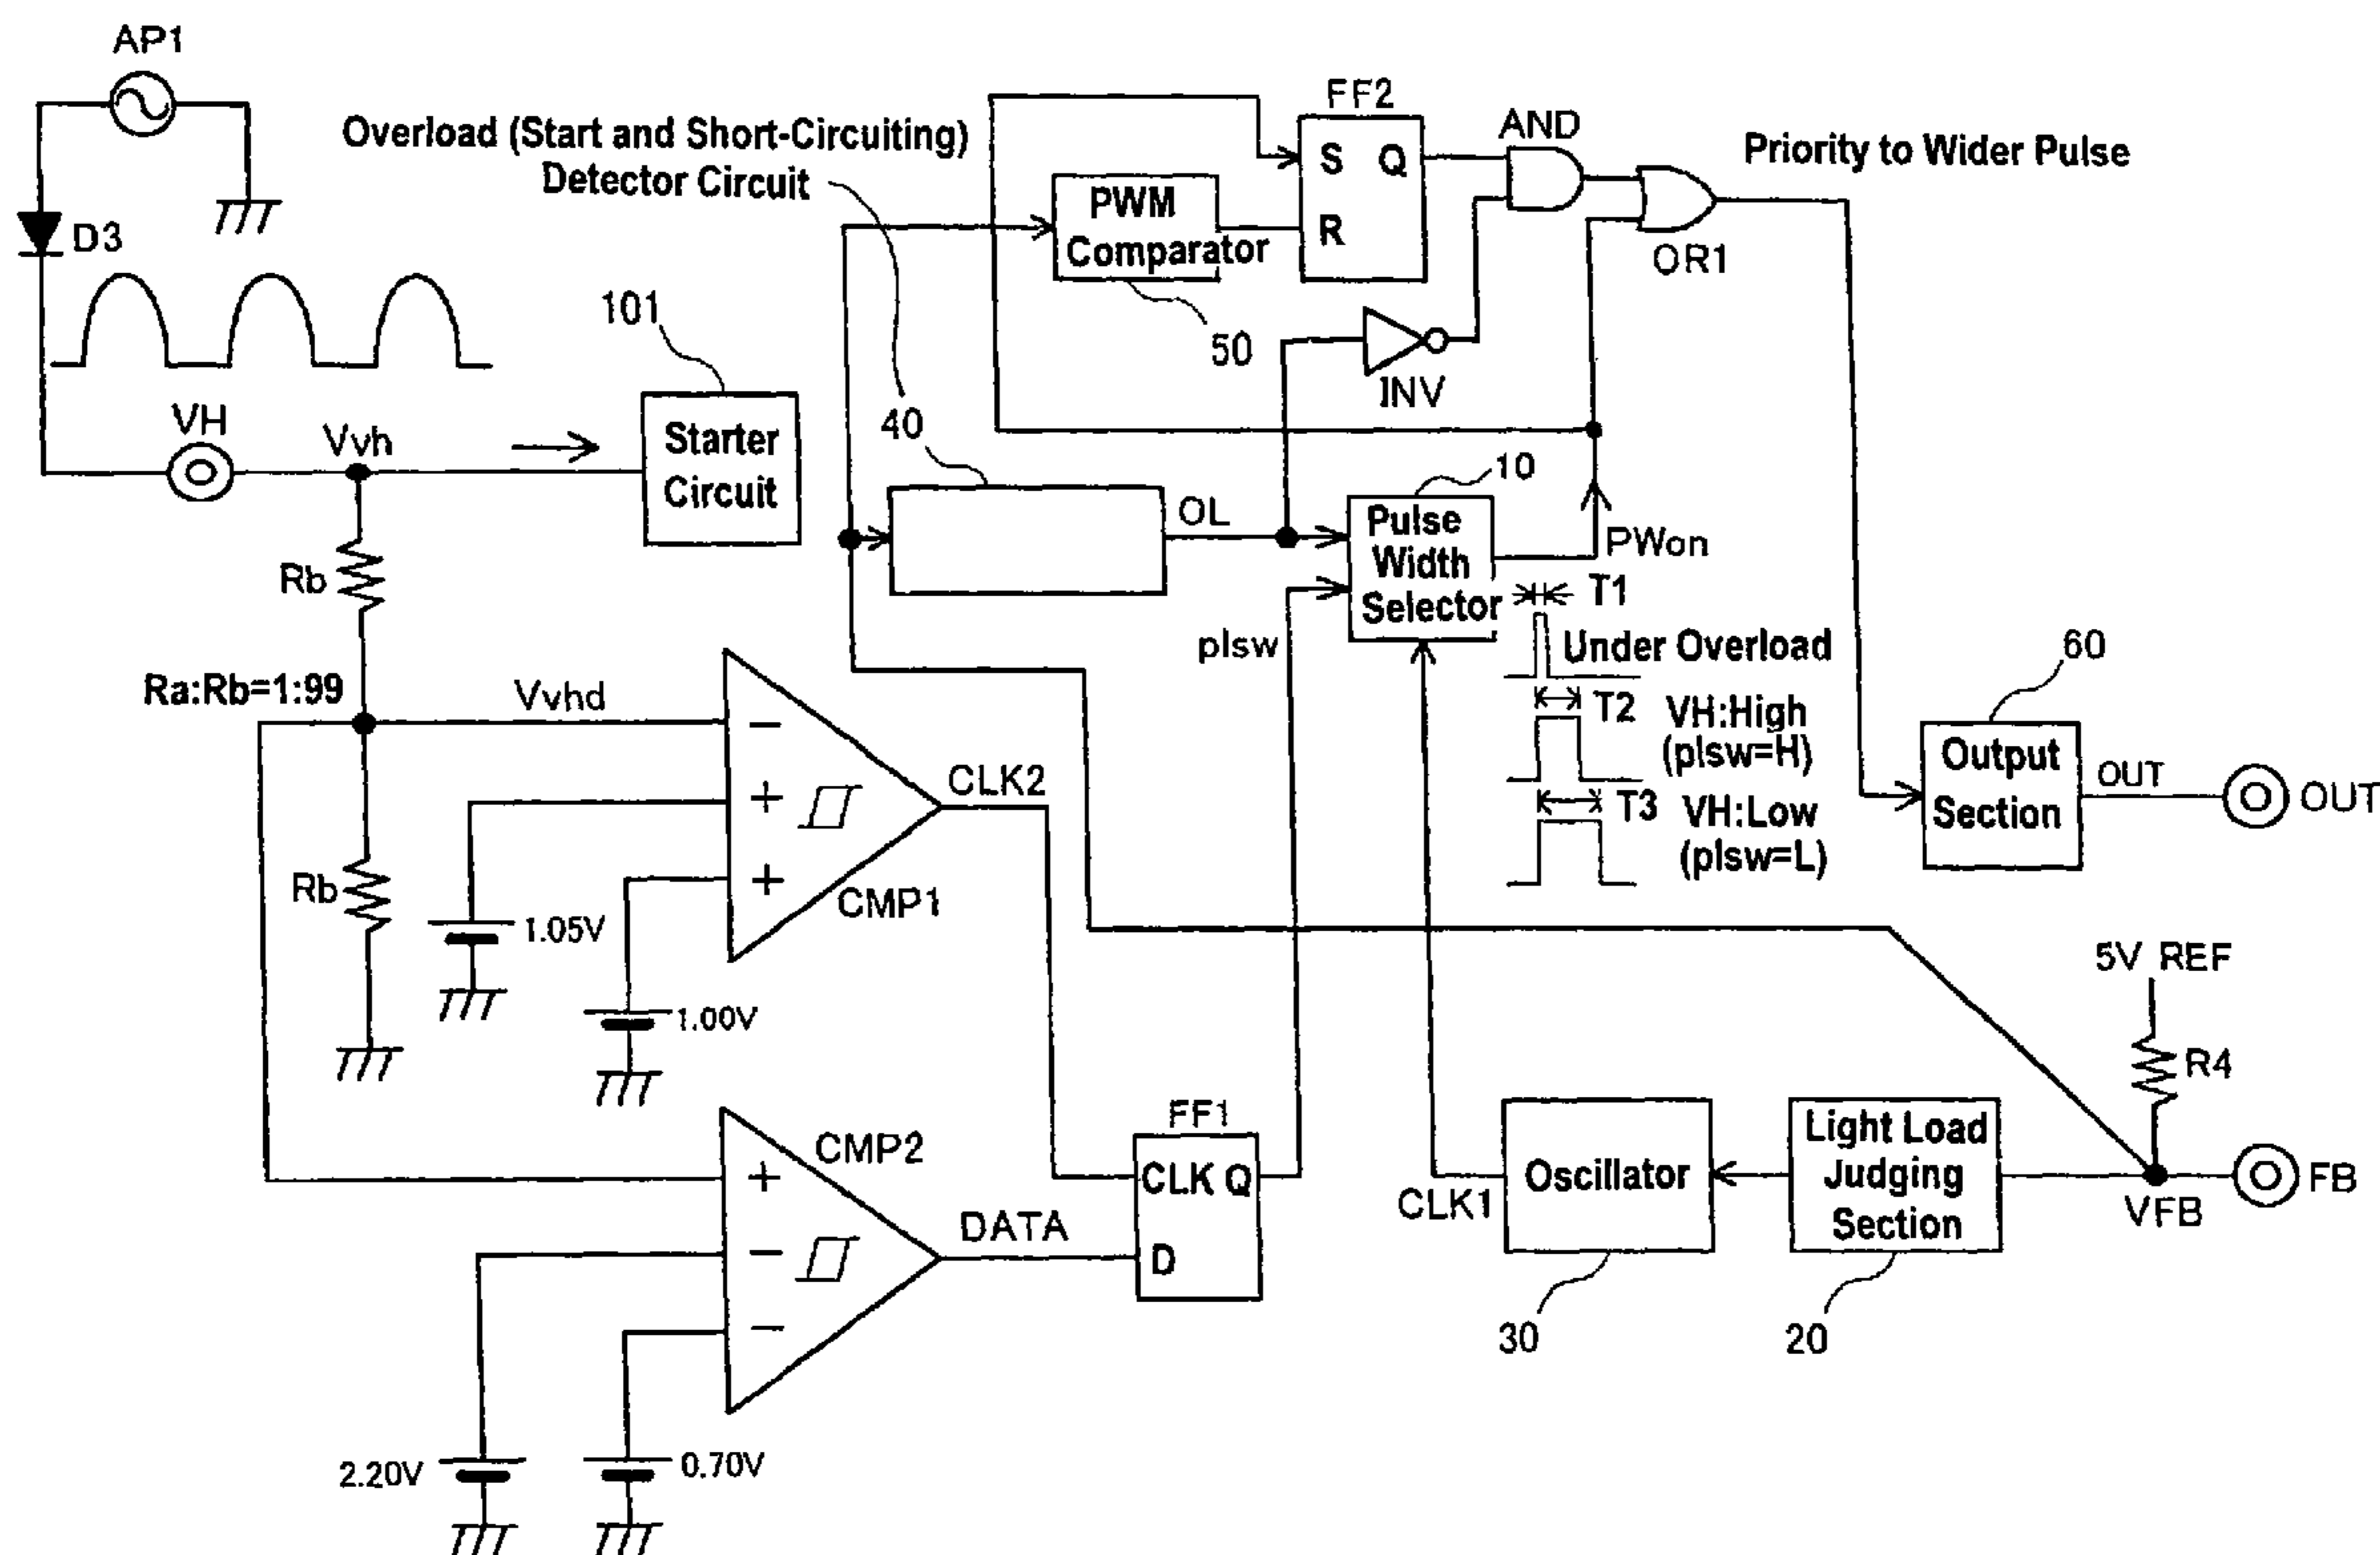 AP1
D3
Overload (Start and Short-Circuiting)
Detector Circuit
FF2
S Q
R
AND
Priority to Wider Pulse
OR1
PWM
Comparator
50
INV
101
VH
Vvh
Starter
Circuit
40
OL
10
Pulse
Width
Selector
PWon
T1
Under Overload
T2
VH:High
(plsw=H)
T3
VH:Low
(plsw=L)
plsw
60
Output
Section
OUT
OUT
Rb
Ra:Rb=1:99
Vvhd
−
+
+
CLK2
CMP1
Rb
1.05V
1.00V
5V REF
R4
CMP2
+
−
−
DATA
FF1
CLK Q
D
CLK1
Oscillator
Light Load
Judging
Section
VFB
FB
30
20
2.20V
0.70V